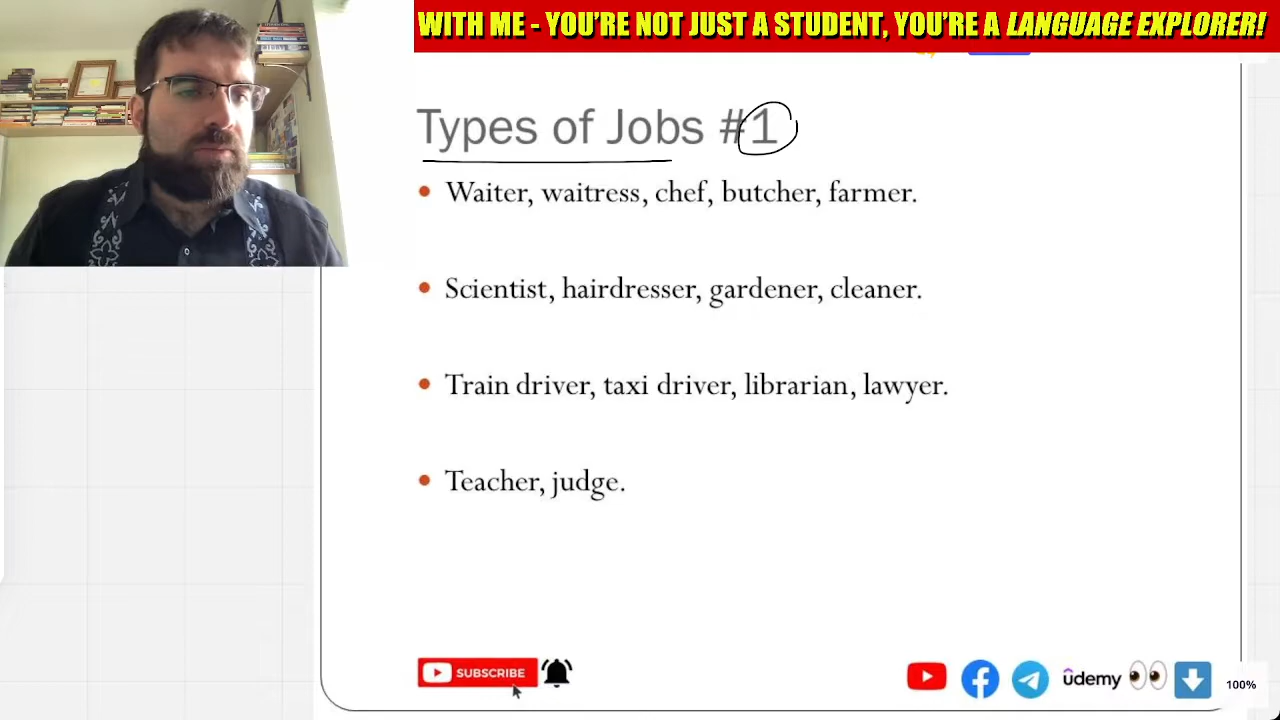 WITH ME - YOU'RE NOT JUST A STUDENT, YOU'RE A LANGUAGE EXPLORER!
Types of Jobs #1
• Waiter, waitress, chef, butcher, farmer.
• Scientist, hairdresser, gardener, cleaner.
• Train driver, taxi driver, librarian, lawyer.
• Teacher, judge.
SUBSCRIBE
ûdemy
100%